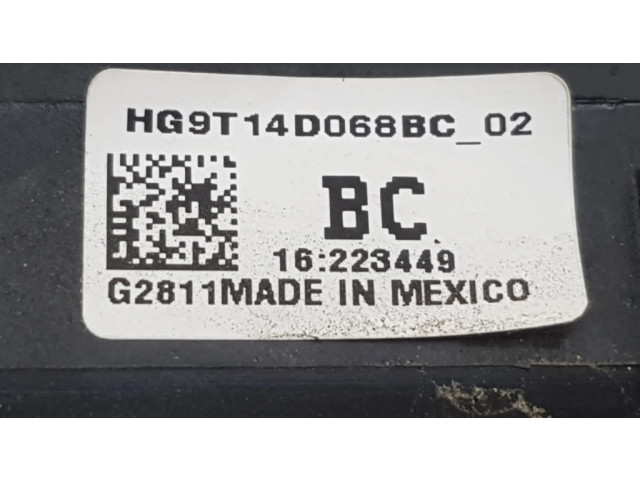 HG9T14D068BC_02
BC
16:223449
G2811MADE IN MEXICO